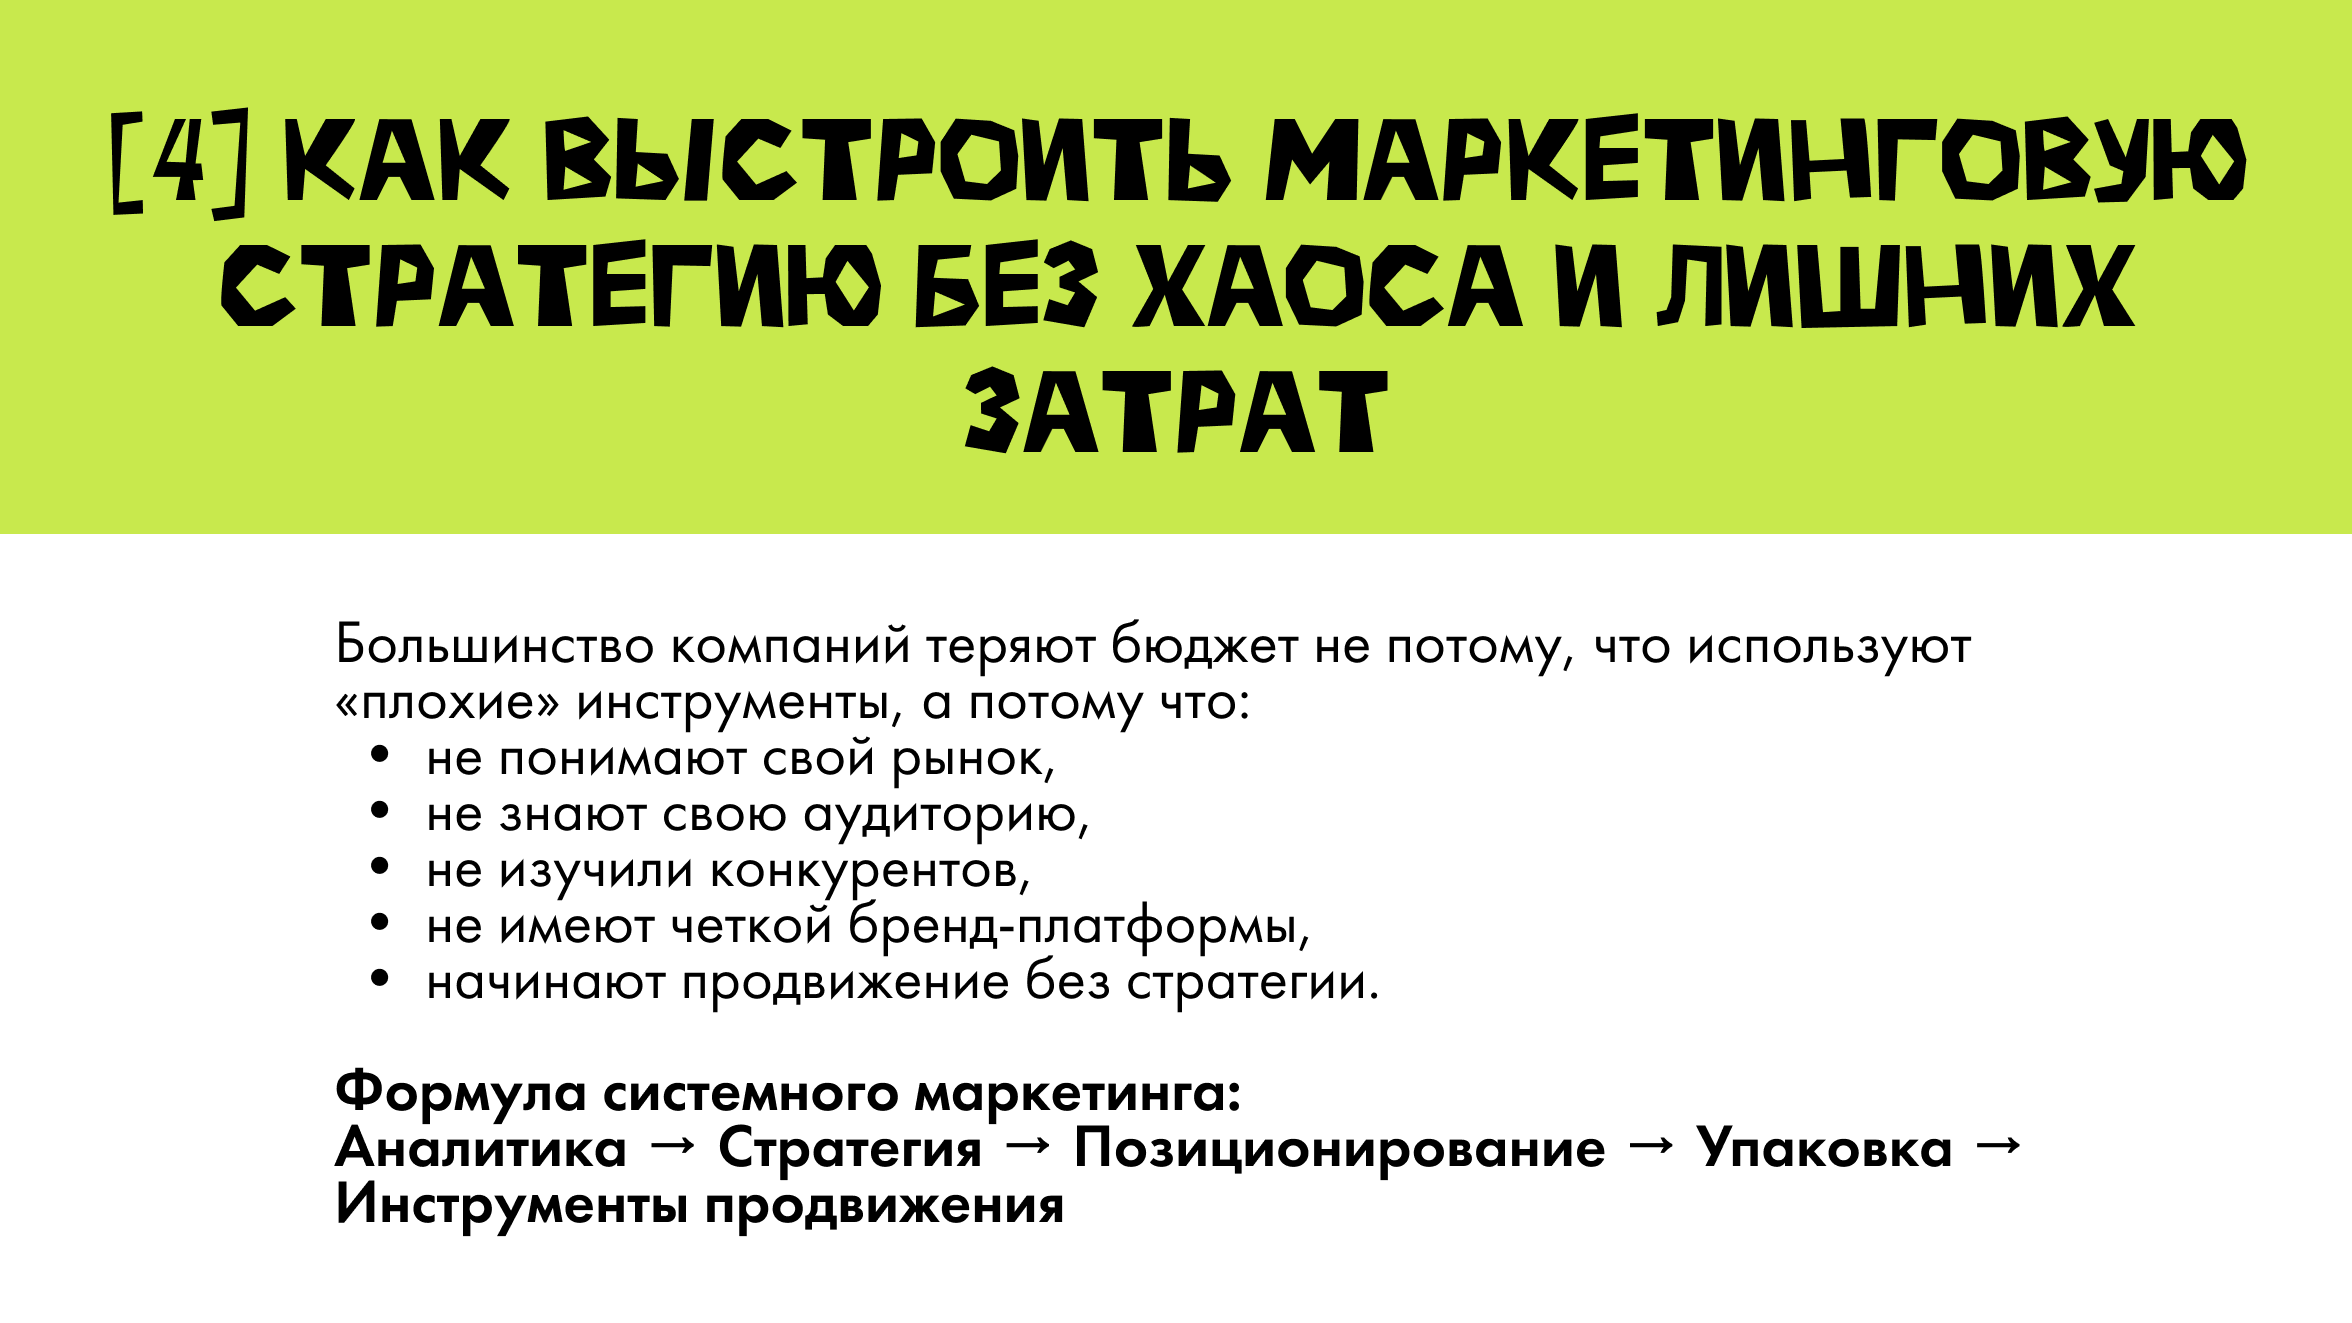 [4] КАК ВЫСТРОИТЬ МАРКЕТИНГОВУЮ
СТРАТЕГИЮ БЕЗ ХАОСА И ЛИШНИХ
ЗАТРАТ
Большинство компаний теряют бюджет не потому, что используют
«плохие» инструменты, а потому что:
• не понимают свой рынок,
• не знают свою аудиторию,
• не изучили конкурентов,
• не имеют четкой бренд-платформы,
• начинают продвижение без стратегии.
Формула системного маркетинга:
Аналитика → Стратегия → Позиционирование → Упаковка →
Инструменты продвижения